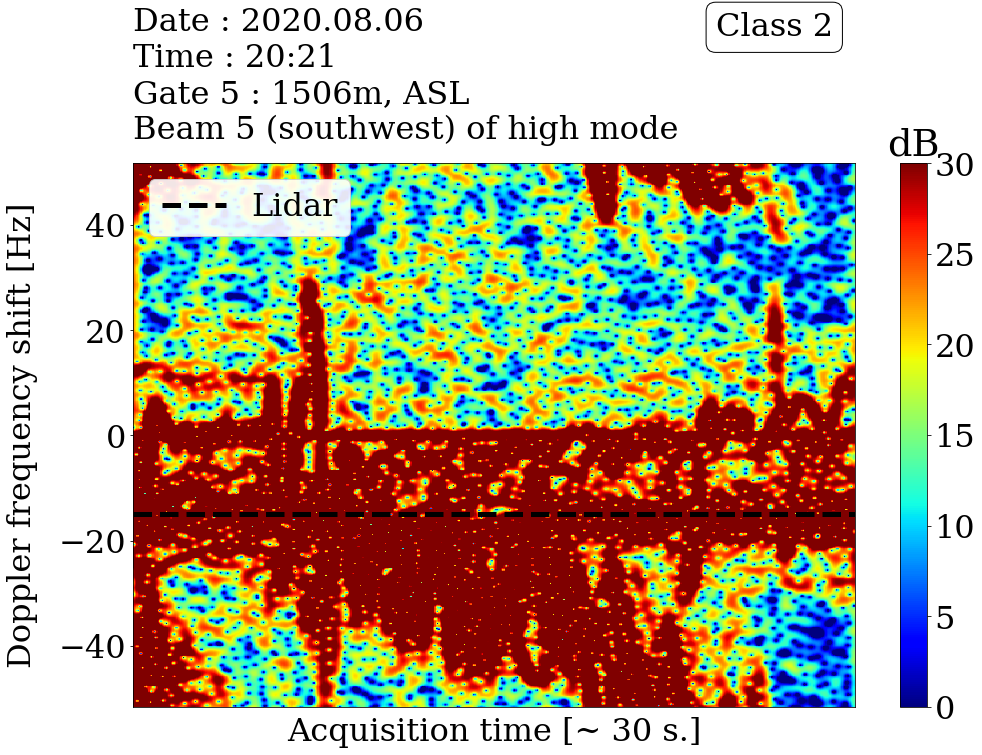 Date : 2020.08.06
Time : 20:21
Gate 5 : 1506m, ASL
Beam 5 (southwest) of high mode
Class 2
dB
Lidar
Doppler frequency shift [Hz]
40
20
0
−20
−40
30
25
20
15
10
5
0
Acquisition time [~ 30 s.]